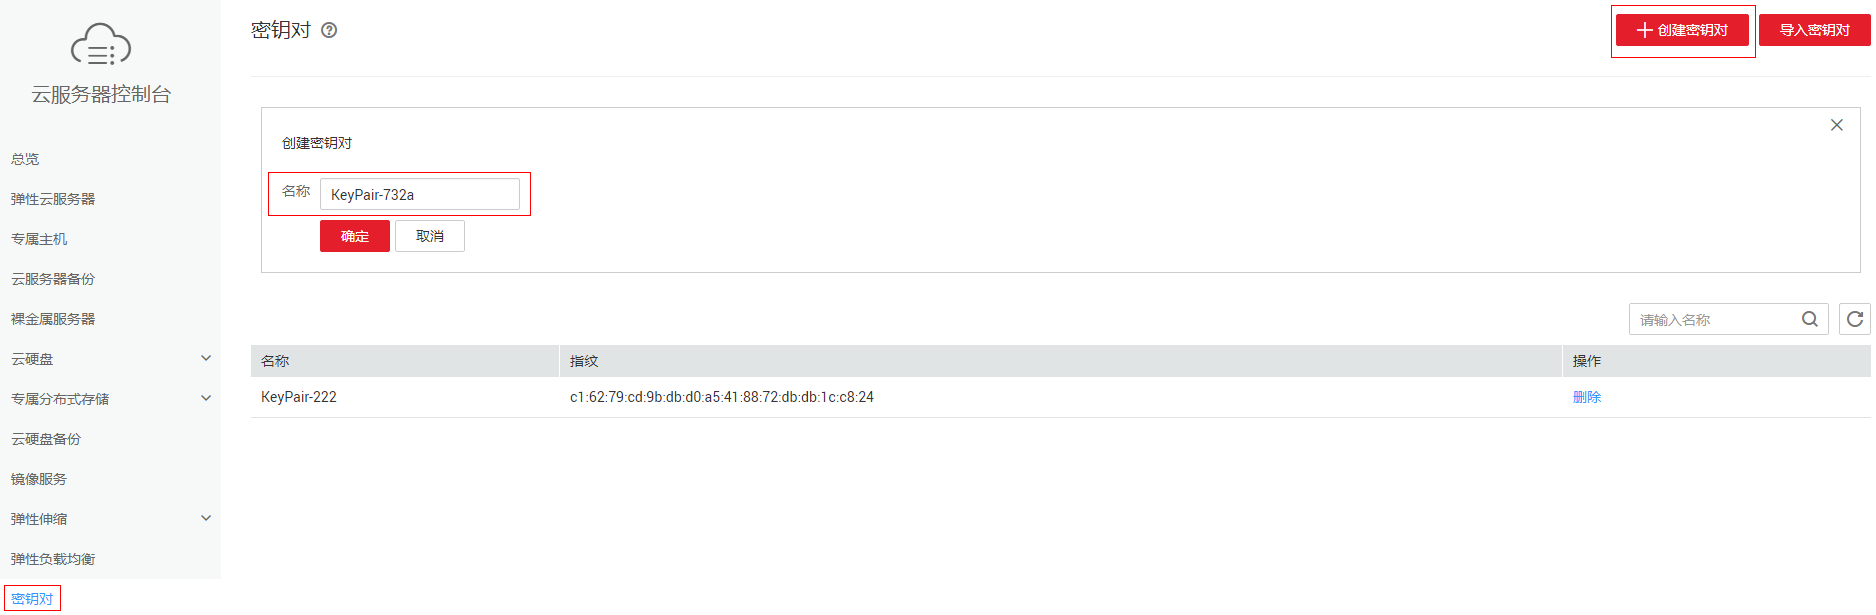 云服务器控制台
总览
弹性云服务器
专属主机
云服务器备份
裸金属服务器
云硬盘
专属分布式存储
云硬盘备份
镜像服务
弹性伸缩
弹性负载均衡
密钥对
密钥对 ?
创建密钥对
导入密钥对
创建密钥对
名称 KeyPair-732a
确定 取消
请输入名称
名称 指纹 操作
KeyPair-222 c1:62:79:cd:9b:db:d0:a5:41:88:72:db:db:1c:c8:24 删除